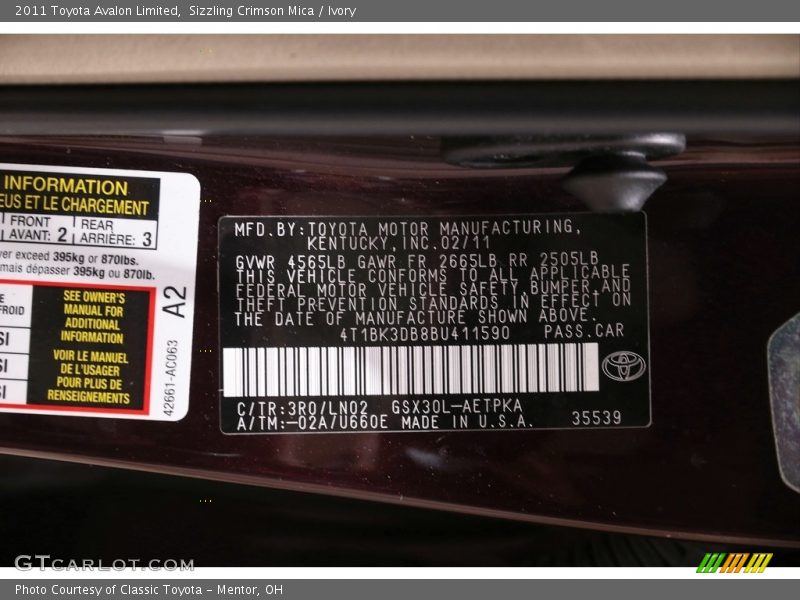 2011 Toyota Avalon Limited,  Sizzling Crimson Mica / Ivory
INFORMATION
EUS ET LE CHARGEMENT
FRONT
AVANT: 2
REAR
ARRIÈRE: 3
ver exceed 395kg or 870lbs.
mais dépasser 395kg ou 870lb.
E
FROID
SI
SI
SI
SEE OWNER'S
MANUAL FOR
ADDITIONAL
INFORMATION
VOIR LE MANUEL
DE L'USAGER
POUR PLUS DE
RENSEIGNEMENTS
A2
42661-AC063
MFD.BY:TOYOTA MOTOR MANUFACTURING,
KENTUCKY,INC.02/11
GVWR 4565LB GAWR FR 2665LB RR 2505LB
THIS VEHICLE CONFORMS TO ALL APPLICABLE
FEDERAL MOTOR VEHICLE SAFETY,BUMPER,AND
THEFT PREVENTION STANDARDS IN EFFECT ON
THE DATE OF MANUFACTURE SHOWN ABOVE.
4T1BK3DB8BU411590 PASS.CAR
C/TR:3R0/LN02 GSX30L-AETPKA
A/TM:-02A/U660E MADE IN U.S.A. 35539
GTCARLOT.COM
Photo Courtesy of Classic Toyota - Mentor, OH